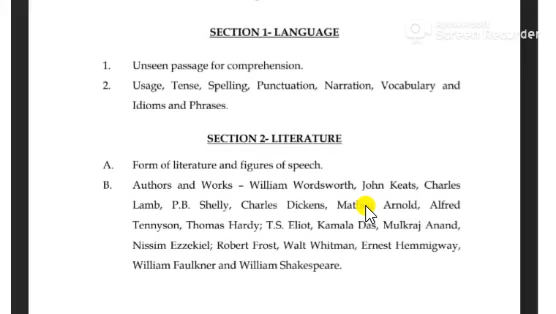 SECTION 1- LANGUAGE
Screen Recorder
1. Unseen passage for comprehension.
2. Usage, Tense, Spelling, Punctuation, Narration, Vocabulary and
Idioms and Phrases.
SECTION 2- LITERATURE
A. Form of literature and figures of speech.
B. Authors and Works – William Wordsworth, John Keats, Charles
Lamb, P.B. Shelly, Charles Dickens, Arnold, Alfred
Tennyson, Thomas Hardy; T.S. Eliot, Kamala Das, Mulkraj Anand,
Nissim Ezzekiel; Robert Frost, Walt Whitman, Ernest Hemmigway,
William Faulkner and William Shakespeare.